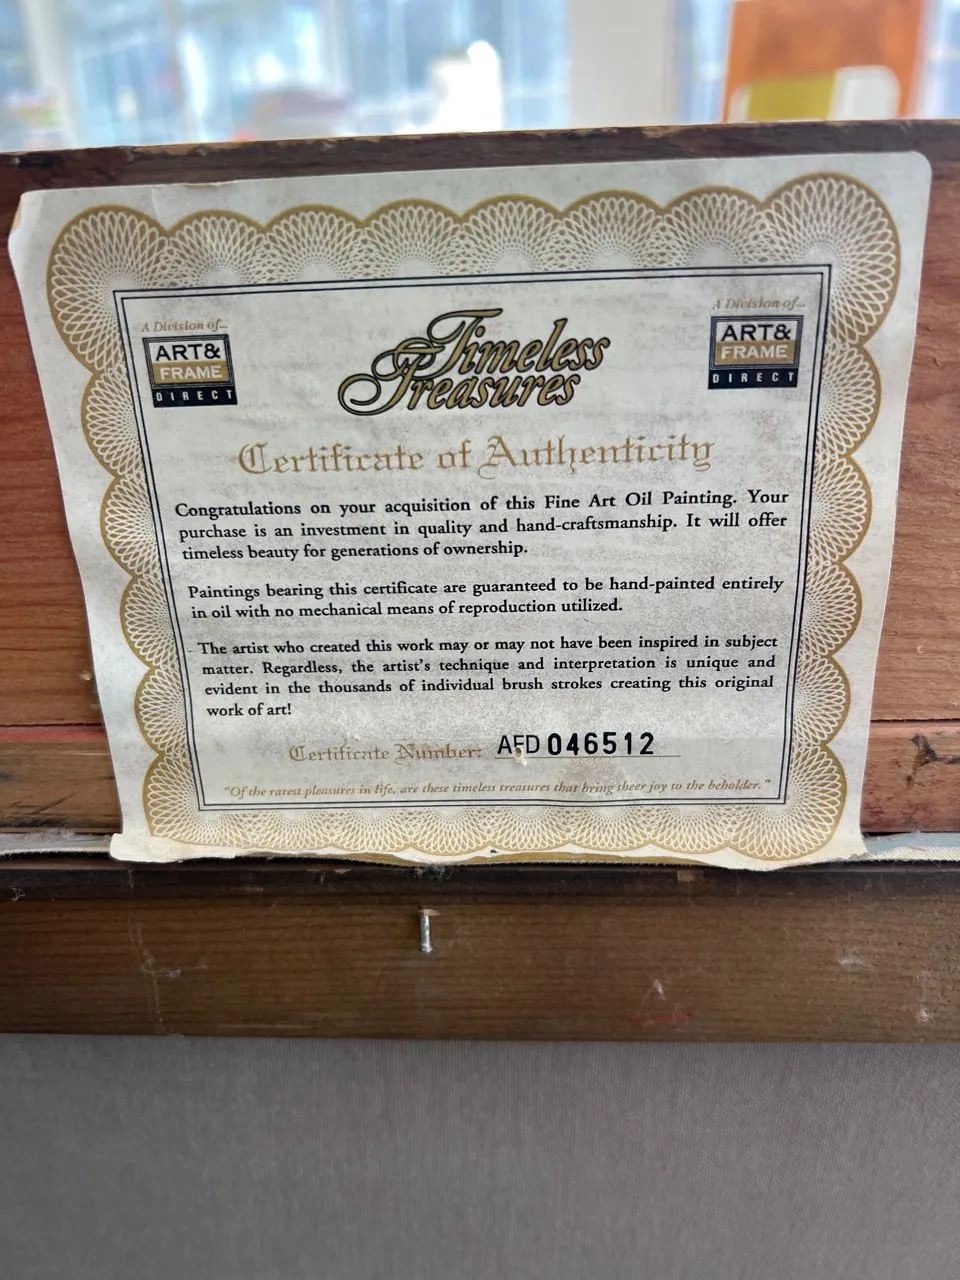 A Division of...
ART&
FRAME
DIRECT
Timeless
Treasures
A Division of...
ART&
FRAME
DIRECT
Certificate of Authenticity
Congratulations on your acquisition of this Fine Art Oil Painting. Your
purchase is an investment in quality and hand-craftsmanship. It will offer
timeless beauty for generations of ownership.
Paintings bearing this certificate are guaranteed to be hand-painted entirely
in oil with no mechanical means of reproduction utilized.
The artist who created this work may or may not have been inspired in subject
matter. Regardless, the artist's technique and interpretation is unique and
evident in the thousands of individual brush strokes creating this original
work of art!
Certificate Number: AFD 046512
"Of the rarest pleasures in life, are these timeless treasures that bring sheer joy to the beholder."